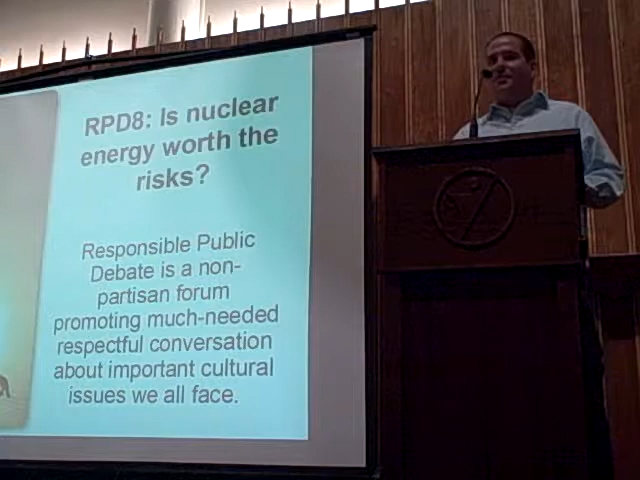 RPD8: Is nuclear
energy worth the
risks?
Responsible Public
Debate is a non-
partisan forum
promoting much-needed
respectful conversation
about important cultural
issues we all face.